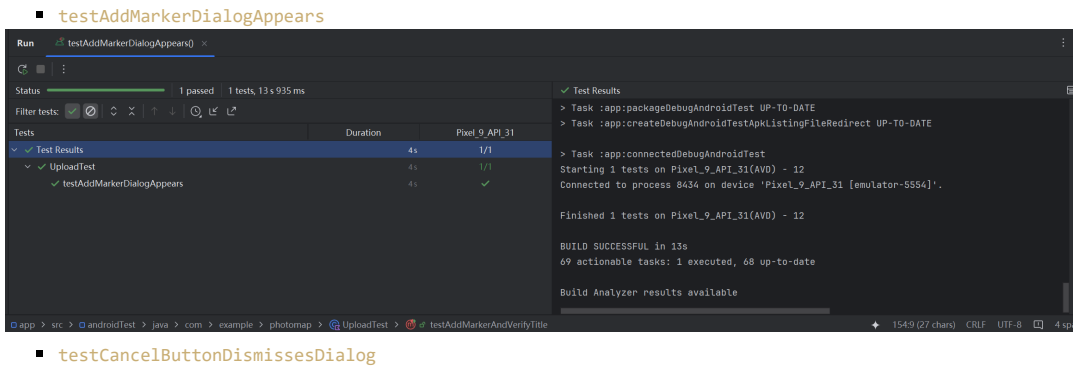 ▪ testAddMarkerDialogAppears
Run testAddMarkerDialogAppears() ×
Status 1 passed 1 tests, 13 s 935 ms
Filter tests:
Tests Duration Pixel_9_API_31
Test Results 4s 1/1
UploadTest 4s 1/1
testAddMarkerDialogAppears 4s
Test Results
> Task :app:packageDebugAndroidTest UP-TO-DATE
> Task :app:createDebugAndroidTestApkListingFileRedirect UP-TO-DATE
> Task :app:connectedDebugAndroidTest
Starting 1 tests on Pixel_9_API_31(AVD) - 12
Connected to process 8434 on device 'Pixel_9_API_31 [emulator-5554]'.
Finished 1 tests on Pixel_9_API_31(AVD) - 12
BUILD SUCCESSFUL in 13s
69 actionable tasks: 1 executed, 68 up-to-date
Build Analyzer results available
app > src > androidTest > java > com > example > photomap > UploadTest > testAddMarkerAndVerifyTitle 154:9 (27 chars) CRLF UTF-8 4 spa
▪ testCancelButtonDismissesDialog